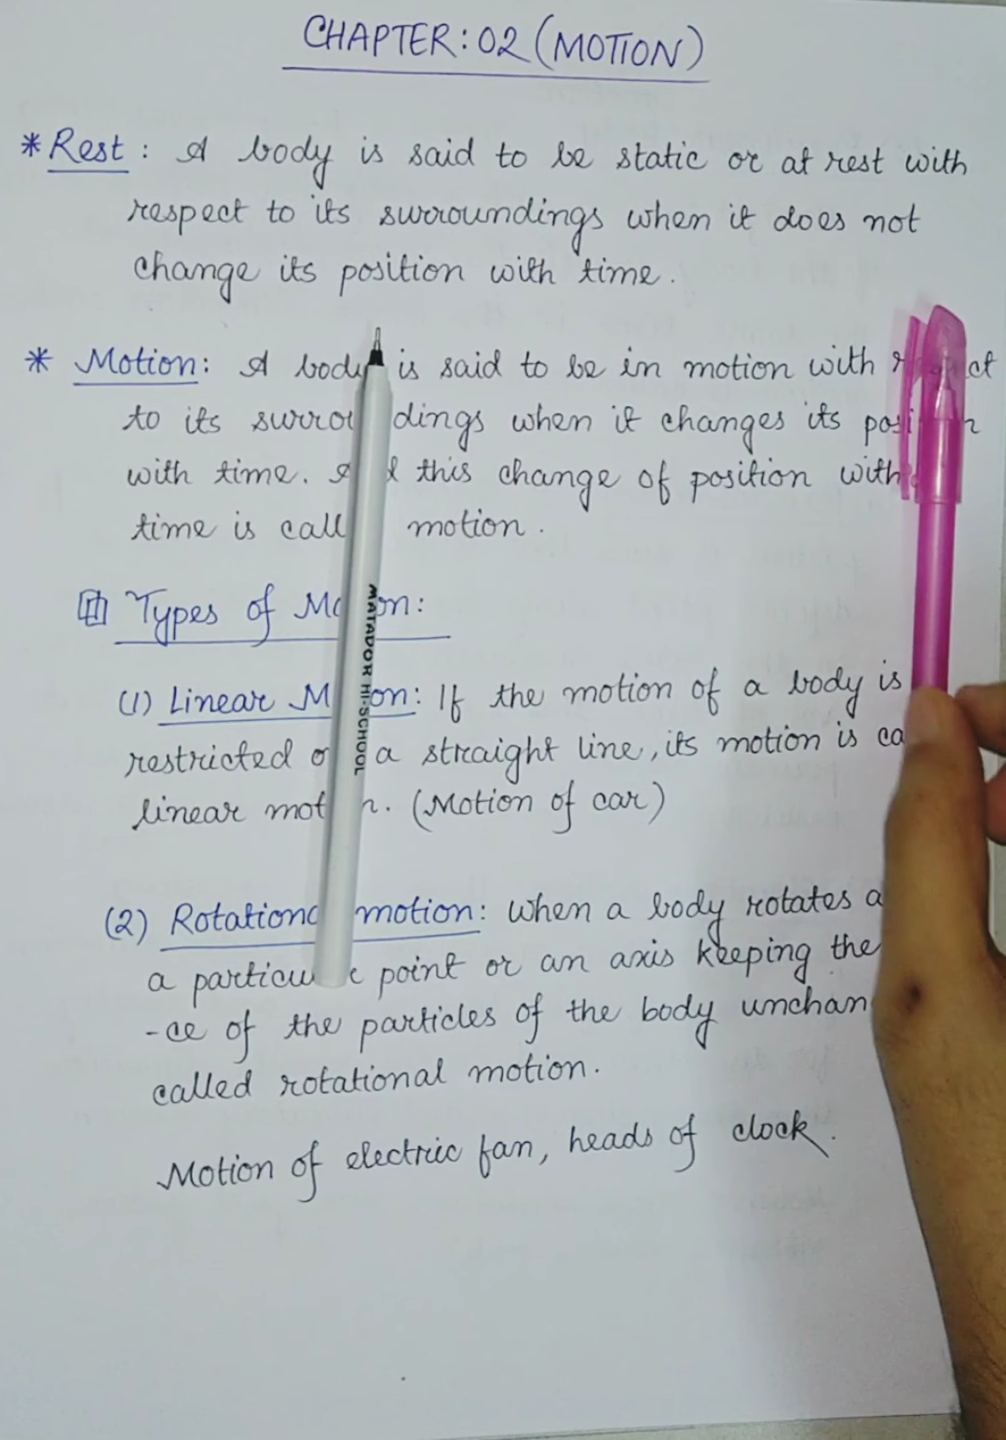 CHAPTER: 02 (MOTION)
* Rest : A body is said to be static or at rest with
respect to its surroundings when it does not
change its position with time.
* Motion: A body is said to be in motion with
to its dings when it changes its
with time. this change of position with
time is motion.
Types of :
(1) Linear : If the motion of a body is
restricted a straight line, its motion is
linear . (Motion of car)
(2) motion: when a body rotates
a point or an axis keeping the
-ce of the particles of the body
called rotational motion.
Motion of electric fan, heads of clock.
MATADOR HI-SCHOOL